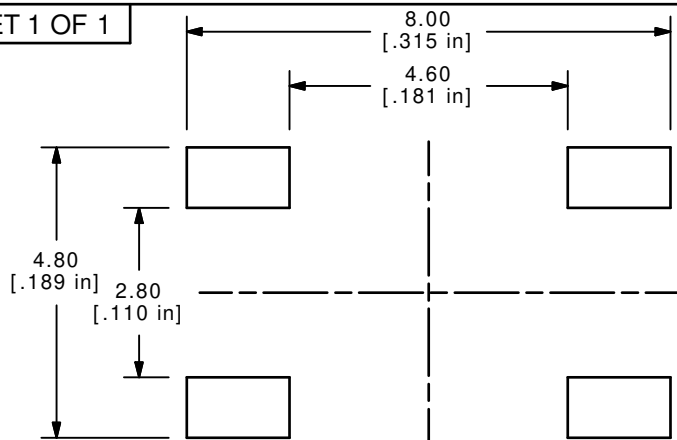 ET 1 OF 1
8.00
[.315 in]
4.60
[.181 in]
4.80
[.189 in]
2.80
[.110 in]